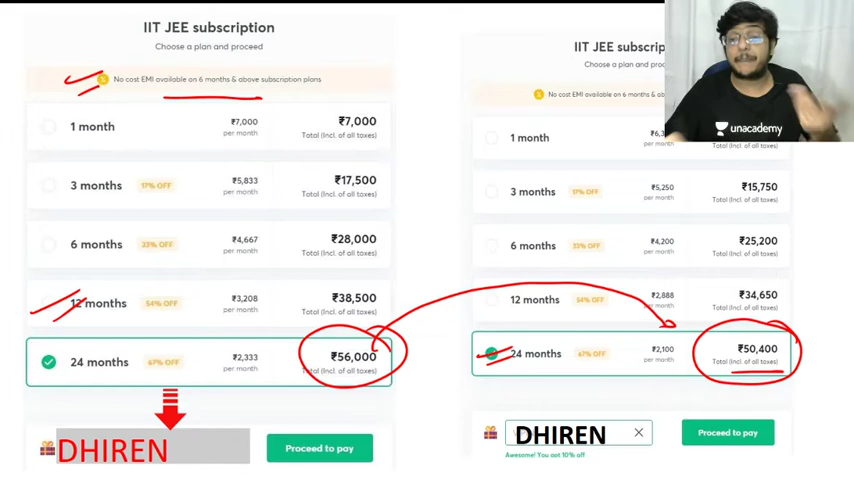 IIT JEE subscription
Choose a plan and proceed
No cost EMI available on 6 months & above subscription plans
1 month ₹7,000 per month ₹7,000 Total (Incl. of all taxes)
3 months 17% OFF ₹5,833 per month ₹17,500 Total (Incl. of all taxes)
6 months 33% OFF ₹4,667 per month ₹28,000 Total (Incl. of all taxes)
12 months 54% OFF ₹3,208 per month ₹38,500 Total (Incl. of all taxes)
24 months 67% OFF ₹2,333 per month ₹56,000 Total (Incl. of all taxes)
DHIREN Proceed to pay
IIT JEE subscrip
Choose a plan and pro
No cost EMI available on 6 months & abo
1 month per month Total (Incl. of all taxes)
3 months 17% OFF ₹5,250 per month ₹15,750 Total (Incl. of all taxes)
6 months 33% OFF ₹4,200 per month ₹25,200 Total (Incl. of all taxes)
12 months 54% OFF ₹2,888 per month ₹34,650 Total (Incl. of all taxes)
24 months 67% OFF ₹2,100 per month ₹50,400 Total (Incl. of all taxes)
DHIREN Proceed to pay
Awesome! You got 10% off
unacademy